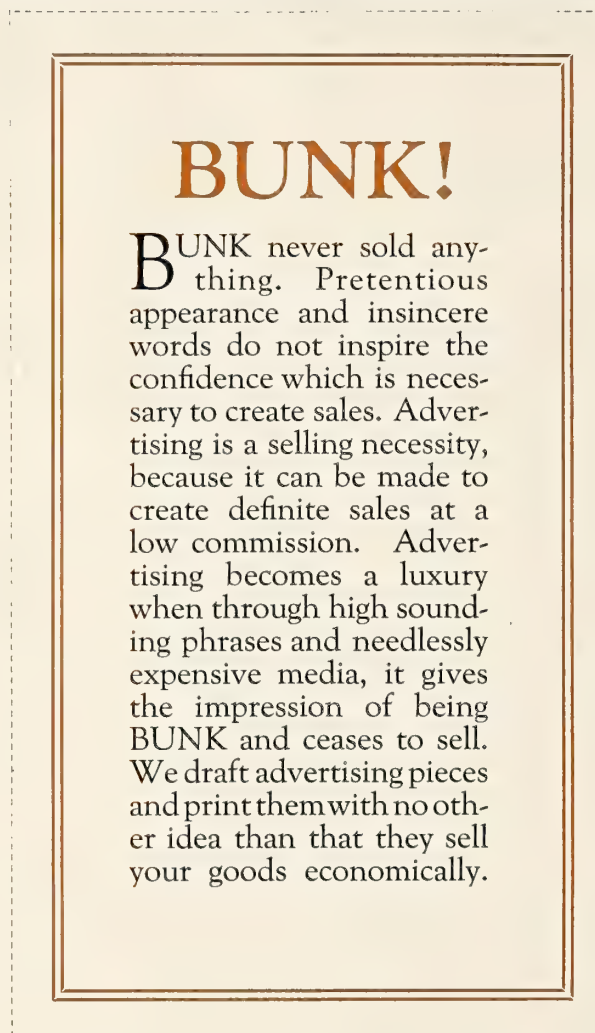 BUNK!
BUNK never sold any-
thing. Pretentious
appearance and insincere
words do not inspire the
confidence which is neces-
sary to create sales. Adver-
tising is a selling necessity,
because it can be made to
create definite sales at a
low commission. Adver-
tising becomes a luxury
when through high sound-
ing phrases and needlessly
expensive media, it gives
the impression of being
BUNK and ceases to sell.
We draft advertising pieces
and print them with no oth-
er idea than that they sell
your goods economically.